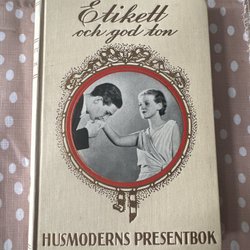 Etikett
och god ton
HUSMODERNS PRESENTBOK